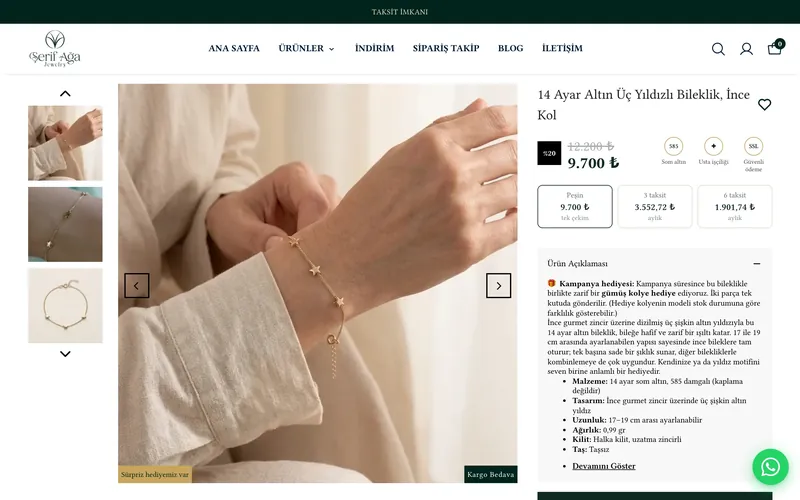 TAKSİT İMKANI
Şerif Ağa
Jewelry
ANA SAYFA
ÜRÜNLER
İNDİRİM
SİPARİŞ TAKİP
BLOG
İLETİŞİM
0
14 Ayar Altın Üç Yıldızlı Bileklik, İnce
Kol
%20
12.200 ₺
9.700 ₺
585
Som altın
Usta işçiliği
SSL
Güvenli
ödeme
Peşin
9.700 ₺
tek çekim
3 taksit
3.552,72 ₺
aylık
6 taksit
1.901,74 ₺
aylık
Ürün Açıklaması
🎁 Kampanya hediyesi: Kampanya süresince bu bileklikle
birlikte zarif bir gümüş kolye hediye ediyoruz. İki parça tek
kutuda gönderilir. (Hediye kolyenin modeli stok durumuna göre
farklılık gösterebilir.)
İnce gurmet zincir üzerine dizilmiş üç şişkin altın yıldızıyla bu
14 ayar altın bileklik, bileğe hafif ve zarif bir ışıltı katar. 17 ile 19
cm arasında ayarlanabilen yapısı sayesinde ince bileklere tam
oturur; tek başına sade bir şıklık sunar, diğer bilekliklerle
kombinlemeye de çok uygundur. Kendinize ya da yıldız motifini
seven birine anlamlı bir hediyedir.
• Malzeme: 14 ayar som altın, 585 damgalı (kaplama
değildir)
• Tasarım: İnce gurmet zincir üzerinde üç şişkin altın
yıldız
• Uzunluk: 17–19 cm arası ayarlanabilir
• Ağırlık: 0,99 gr
• Kilit: Halka kilit, uzatma zincirli
• Taş: Taşsız
• Devamını Göster
Sürpriz hediyemiz var
Kargo Bedava